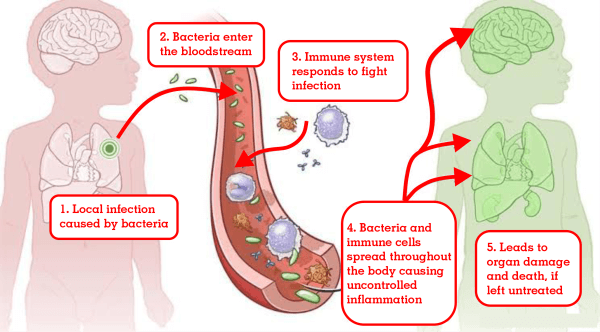 1. Local infection
caused by bacteria
2. Bacteria enter
the bloodstream
3. Immune system
responds to fight
infection
4. Bacteria and
immune cells
spread throughout
the body causing
uncontrolled
inflammation
5. Leads to
organ damage
and death, if
left untreated